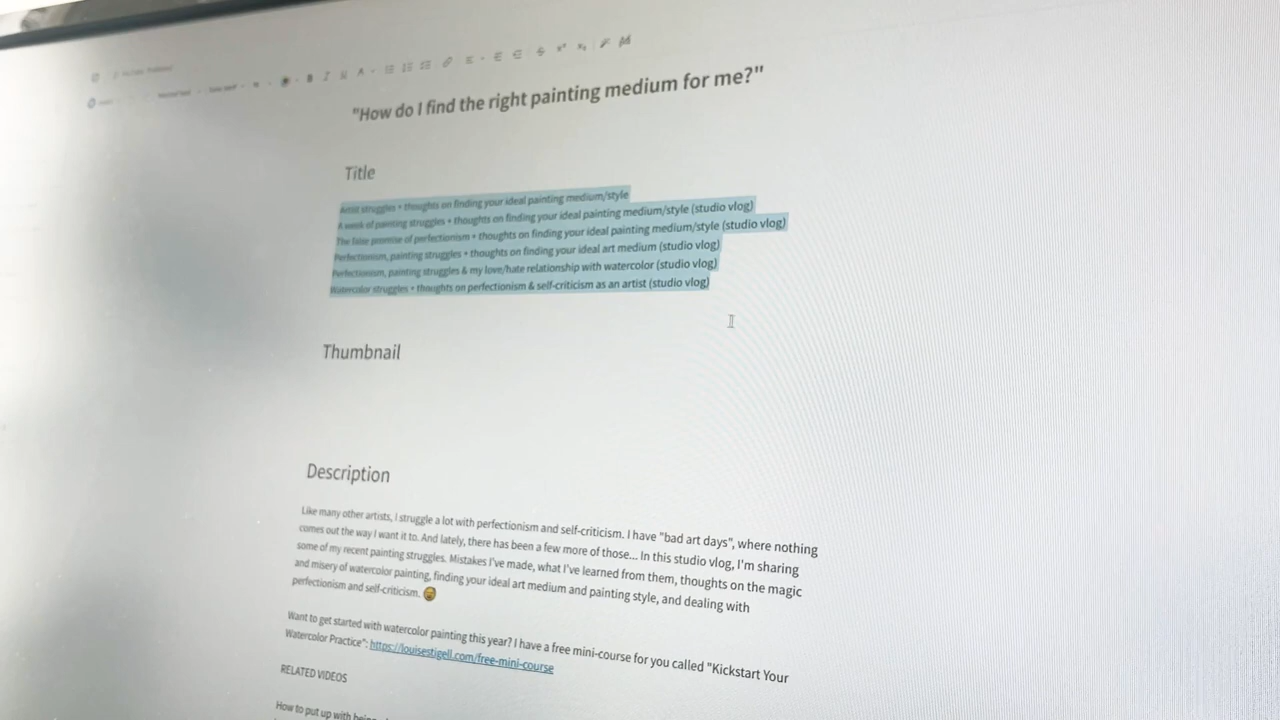 "How do I find the right painting medium for me?"
Title
Artist struggles + thoughts on finding your ideal painting medium/style
A week of painting struggles + thoughts on finding your ideal painting medium/style (studio vlog)
The false promise of perfectionism + thoughts on finding your ideal painting medium/style (studio vlog)
Perfectionism, painting struggles + thoughts on finding your ideal art medium (studio vlog)
Perfectionism, painting struggles & my love/hate relationship with watercolor (studio vlog)
Watercolor struggles + thoughts on perfectionism & self-criticism as an artist (studio vlog)
Thumbnail
Description
Like many other artists, I struggle a lot with perfectionism and self-criticism. I have "bad art days", where nothing
comes out the way I want it to. And lately, there has been a few more of those... In this studio vlog, I'm sharing
some of my recent painting struggles. Mistakes I've made, what I've learned from them, thoughts on the magic
and misery of watercolor painting, finding your ideal art medium and painting style, and dealing with
perfectionism and self-criticism.
Want to get started with watercolor painting this year? I have a free mini-course for you called "Kickstart Your
Watercolor Practice": https://louisestigell.com/free-mini-course
RELATED VIDEOS
How to put up with being